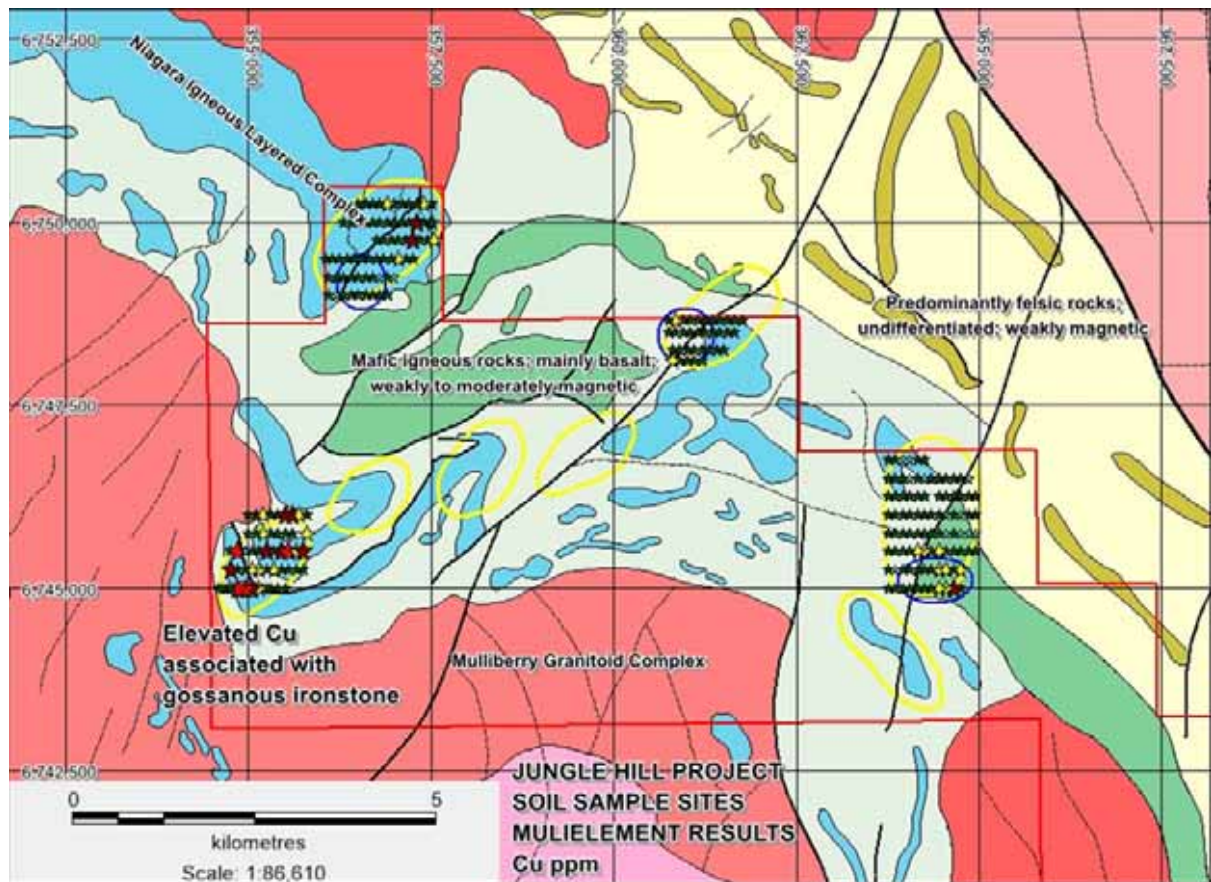 6,752,500
355,000
357,500
360,000
362,500
365,000
367,500
Niagara Igneous Layered Complex
6,750,000
Predominantly felsic rocks;
undifferentiated; weakly magnetic
Mafic igneous rocks; mainly basalt;
weakly to moderately magnetic
6,747,500
6,745,000
Elevated Cu
associated with
gossanous ironstone
Mulliberry Granitoid Complex
6,742,500
JUNGLE HILL PROJECT
SOIL SAMPLE SITES
MULIELEMENT RESULTS
Cu ppm
0 5
kilometres
Scale: 1:86,610